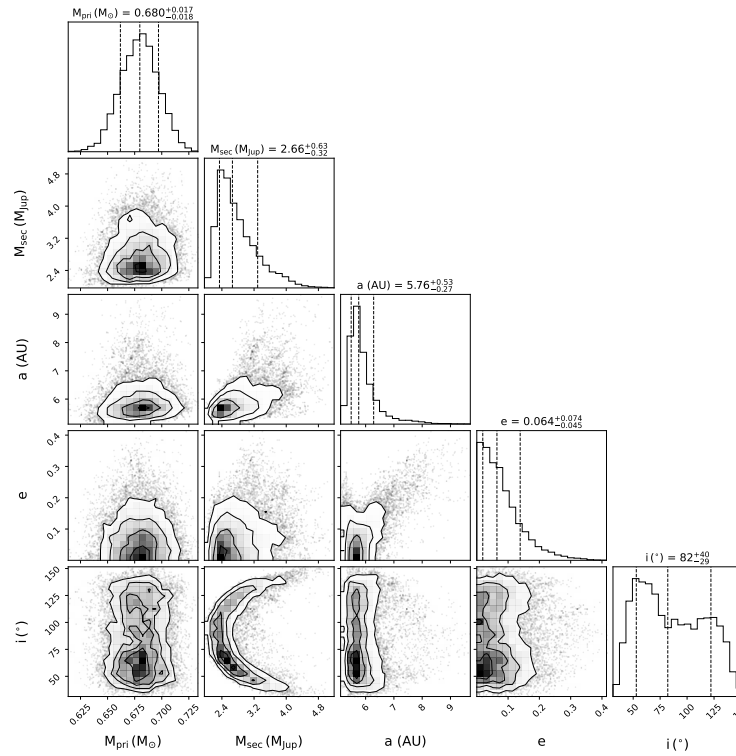 M_pri (M_☉) = 0.680^{+0.017}_{−0.018}
M_sec (M_Jup) = 2.66^{+0.63}_{−0.32}
4.8
4.0
3.2
2.4
M_sec (M_Jup)
a (AU) = 5.76^{+0.53}_{−0.27}
9
8
7
6
a (AU)
e = 0.064^{+0.074}_{−0.045}
0.4
0.3
0.2
0.1
e
i (°) = 82^{+40}_{−29}
150
125
100
75
50
i (°)
0.625 0.650 0.675 0.700 0.725
2.4 3.2 4.0 4.8
6 7 8 9
0.1 0.2 0.3 0.4
50 75 100 125
M_pri (M_☉) M_sec (M_Jup) a (AU) e i (°)